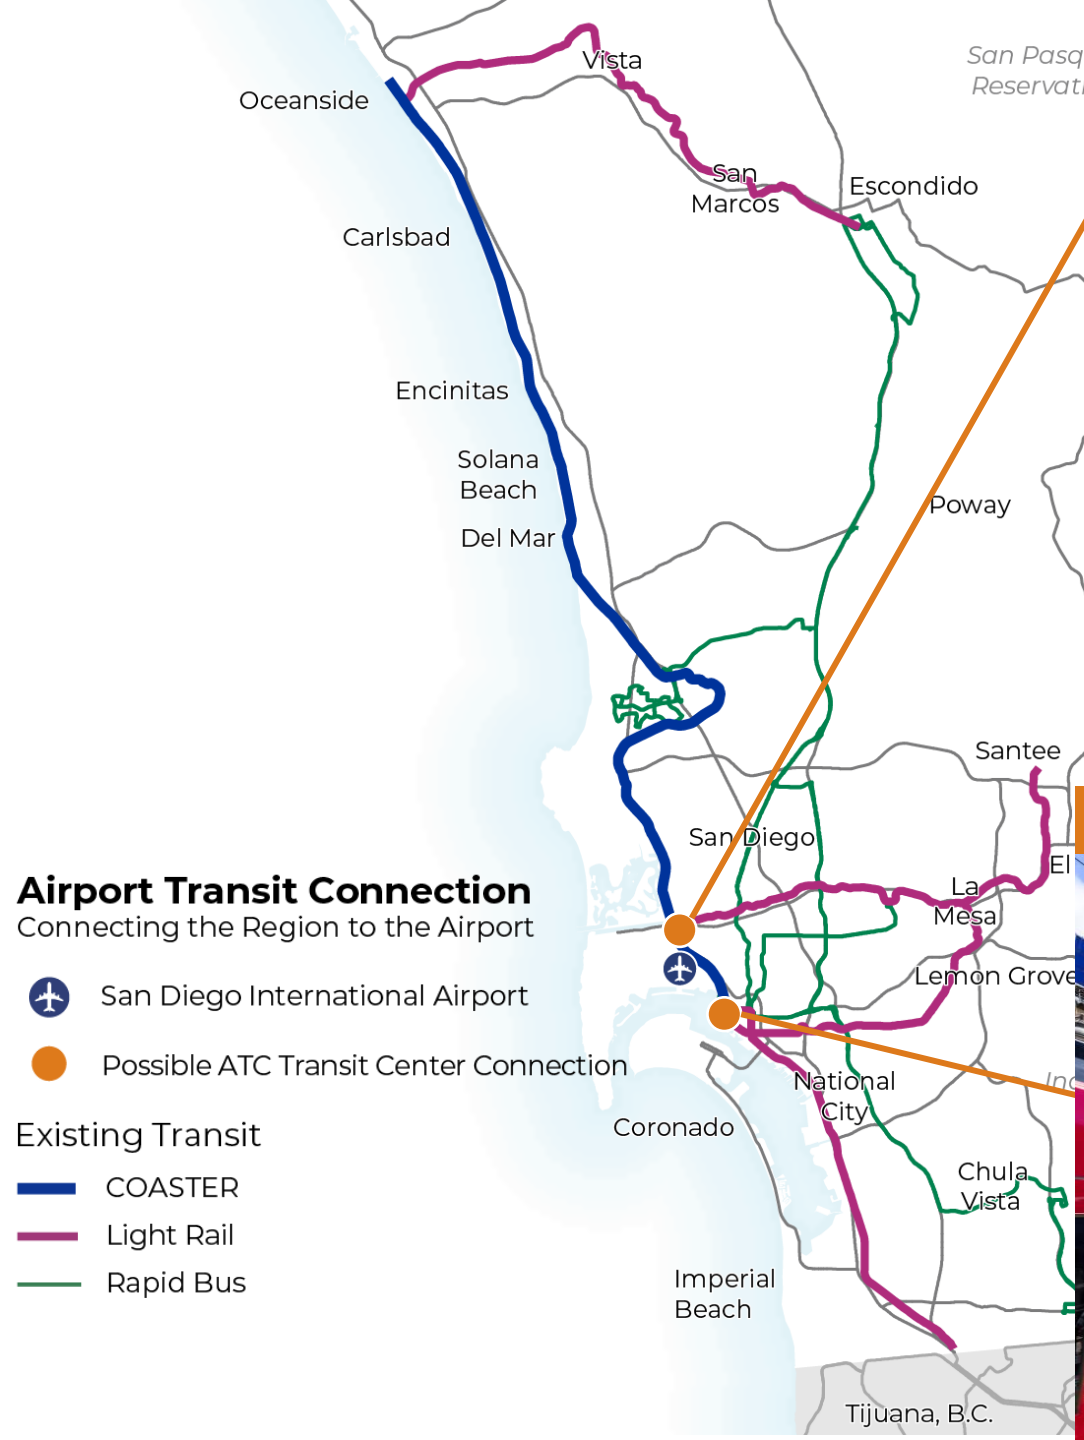 San Pasq
Reservati
Vista
Oceanside
San
Marcos
Escondido
Carlsbad
Encinitas
Solana
Beach
Poway
Del Mar
Santee
San Diego
El
La
Mesa
Airport Transit Connection
Connecting the Region to the Airport
Lemon Grove
San Diego International Airport
Possible ATC Transit Center Connection
National
City
Coronado
Existing Transit
COASTER
Light Rail
Rapid Bus
Chula
Vista
Imperial
Beach
Tijuana, B.C.